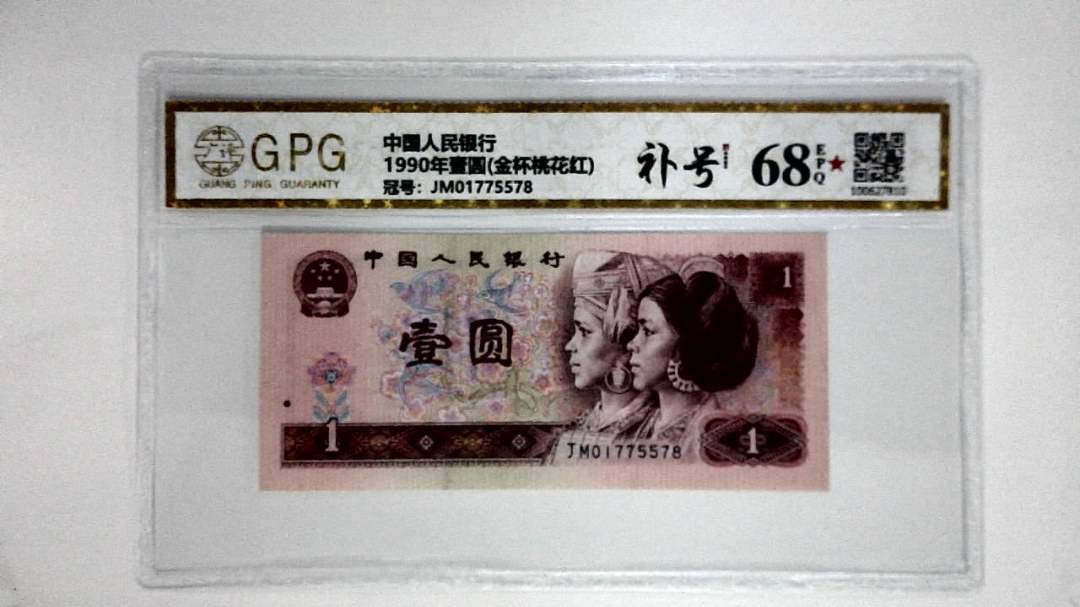 GPG
GUANG PING GUARANTY
中国人民银行
1990年壹圆(金杯桃花红)
冠号: JM01775578
补号
68
EPQ
中国人民银行
1
壹圆
1
JM01775578
1